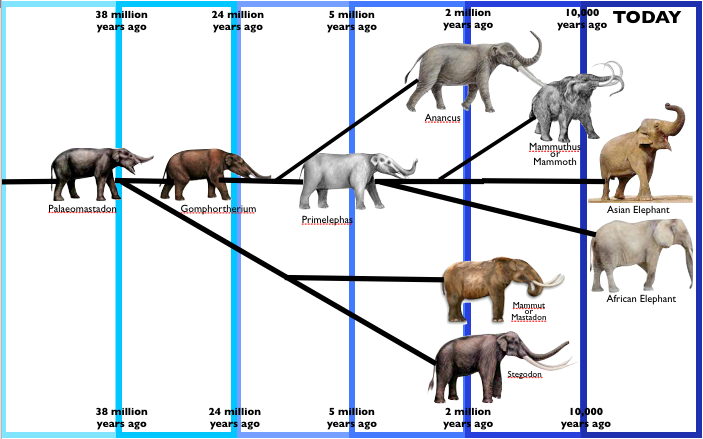 38 million
years ago
24 million
years ago
5 million
years ago
2 million
years ago
10,000
years ago
TODAY
Anancus
Mammuthus
or
Mammoth
Palaeomastadon
Gomphortherium
Primelephas
Asian Elephant
African Elephant
Mammut
or
Mastadon
Stegodon
38 million
years ago
24 million
years ago
5 million
years ago
2 million
years ago
10,000
years ago